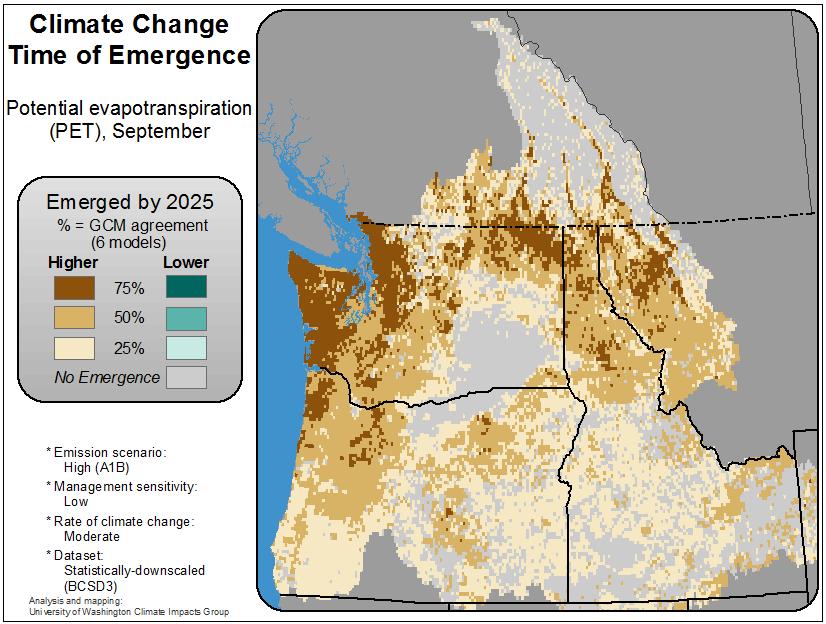 Climate Change
Time of Emergence
Potential evapotranspiration
(PET), September
Emerged by 2025
% = GCM agreement
(6 models)
Higher Lower
75%
50%
25%
No Emergence
* Emission scenario:
High (A1B)
* Management sensitivity:
Low
* Rate of climate change:
Moderate
* Dataset:
Statistically-downscaled
(BCSD3)
Analysis and mapping:
University of Washington Climate Impacts Group